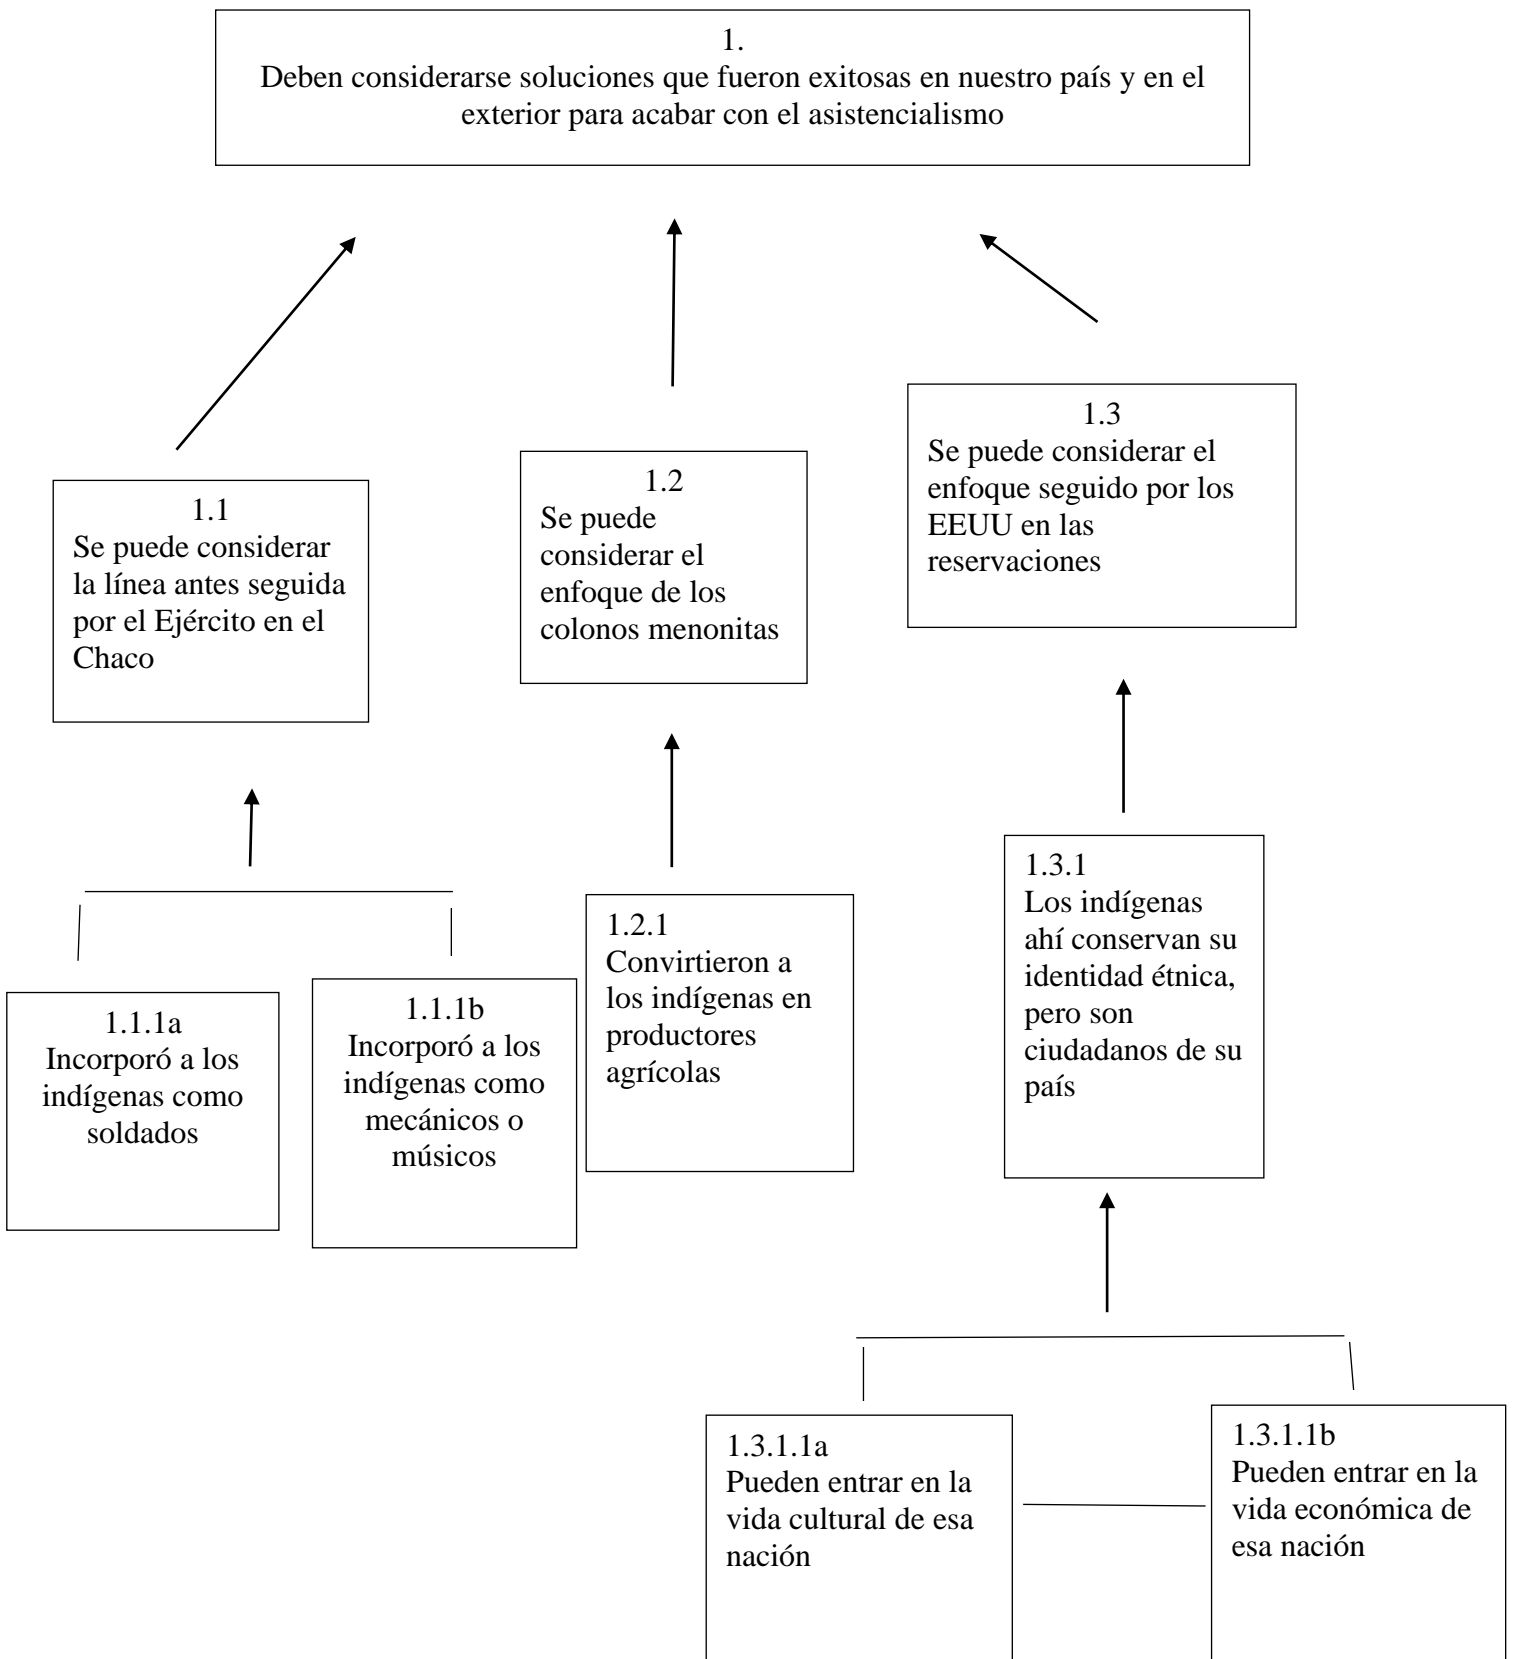 1.
Deben considerarse soluciones que fueron exitosas en nuestro país y en el
exterior para acabar con el asistencialismo
1.1
Se puede considerar
la línea antes seguida
por el Ejército en el
Chaco
1.2
Se puede
considerar el
enfoque de los
colonos menonitas
1.3
Se puede considerar el
enfoque seguido por los
EEUU en las
reservaciones
1.1.1a
Incorporó a los
indígenas como
soldados
1.1.1b
Incorporó a los
indígenas como
mecánicos o
músicos
1.2.1
Convirtieron a
los indígenas en
productores
agrícolas
1.3.1
Los indígenas
ahí conservan su
identidad étnica,
pero son
ciudadanos de su
país
1.3.1.1a
Pueden entrar en la
vida cultural de esa
nación
1.3.1.1b
Pueden entrar en la
vida económica de
esa nación